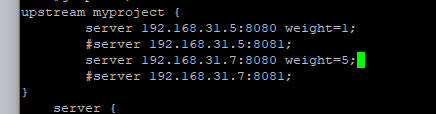 upstream myproject {
server 192.168.31.5:8080 weight=1;
#server 192.168.31.5:8081;
server 192.168.31.7:8080 weight=5;
#server 192.168.31.7:8081;
}
server {